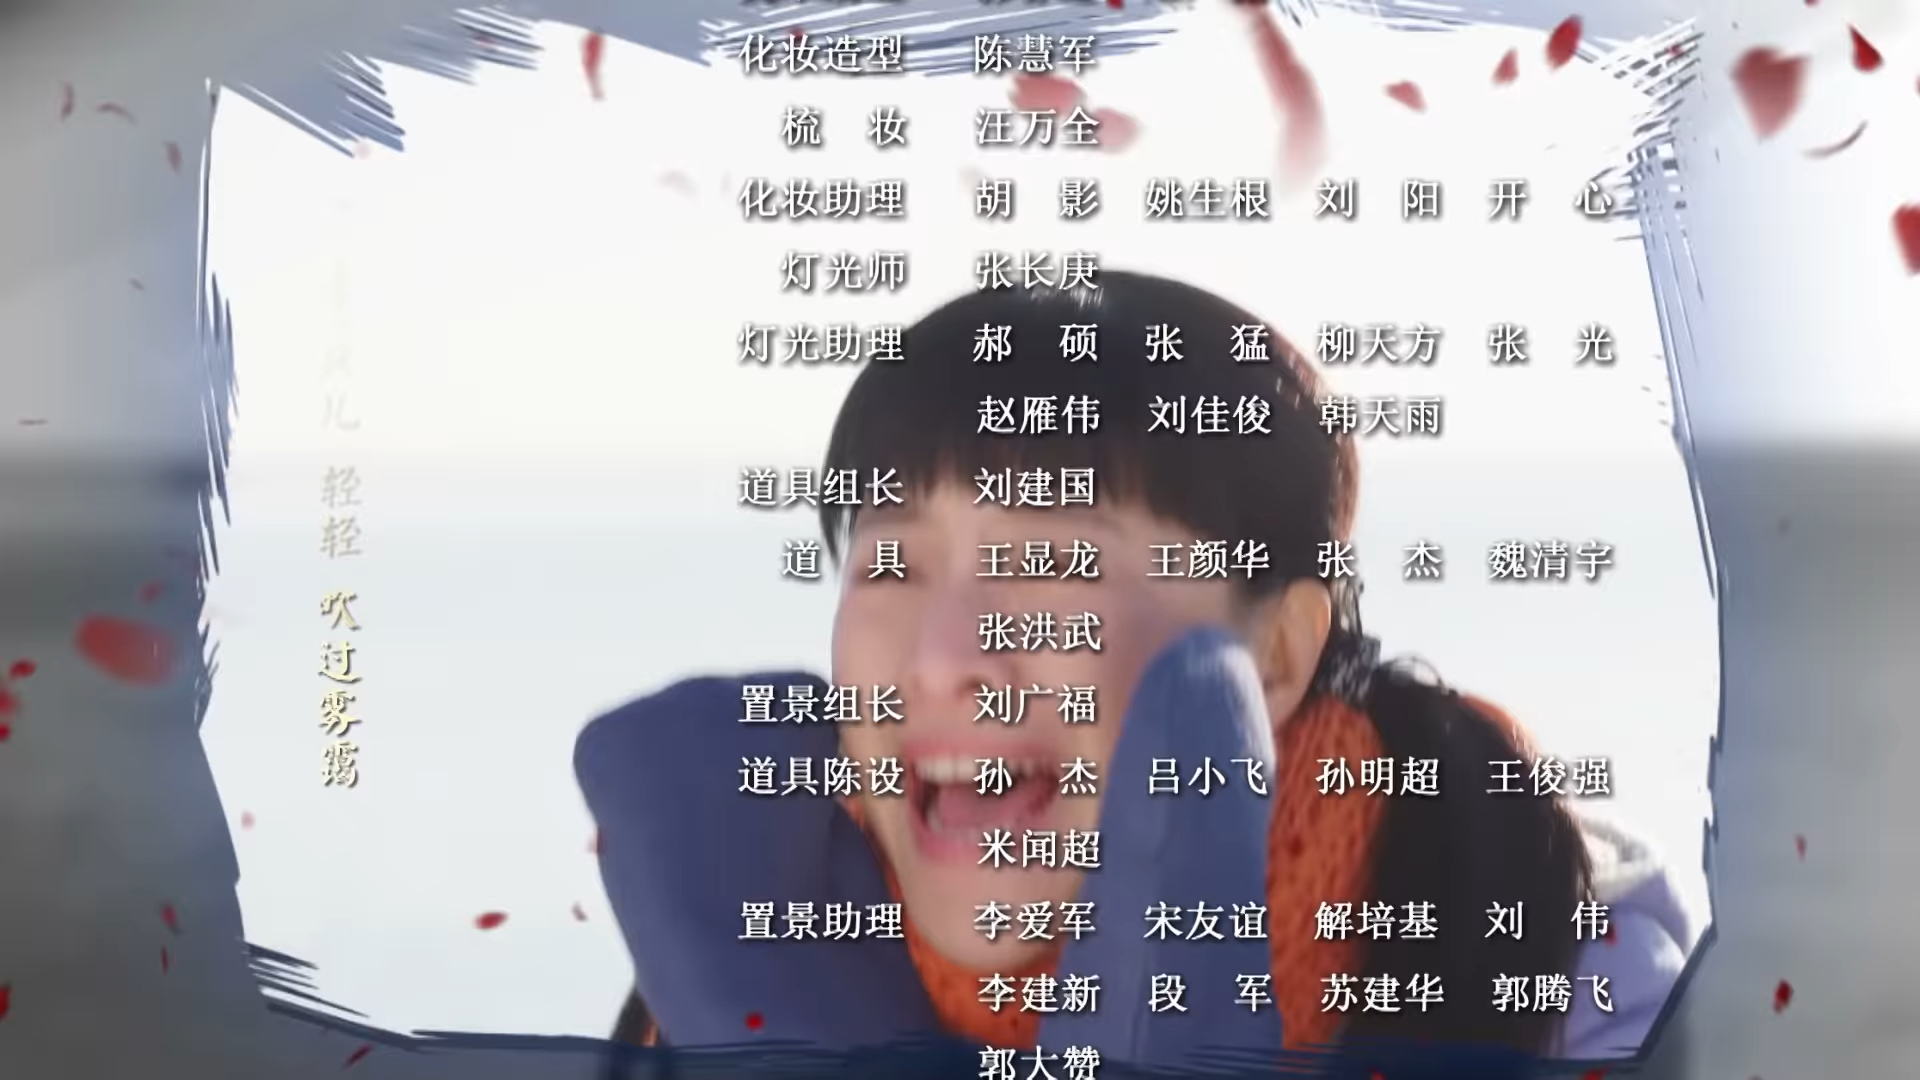 化妆造型 陈慧军
梳 妆 汪万全
化妆助理 胡 影 姚生根 刘 阳 开 心
灯光师 张长庚
灯光助理 郝 硕 张 猛 柳天方 张 光
赵雁伟 刘佳俊 韩天雨
道具组长 刘建国
道 具 王显龙 王颜华 张 杰 魏清宇
张洪武
置景组长 刘广福
道具陈设 孙 杰 吕小飞 孙明超 王俊强
米闻超
置景助理 李爱军 宋友谊 解培基 刘 伟
李建新 段 军 苏建华 郭腾飞
郭大赞
风儿 轻轻 吹过雾霭